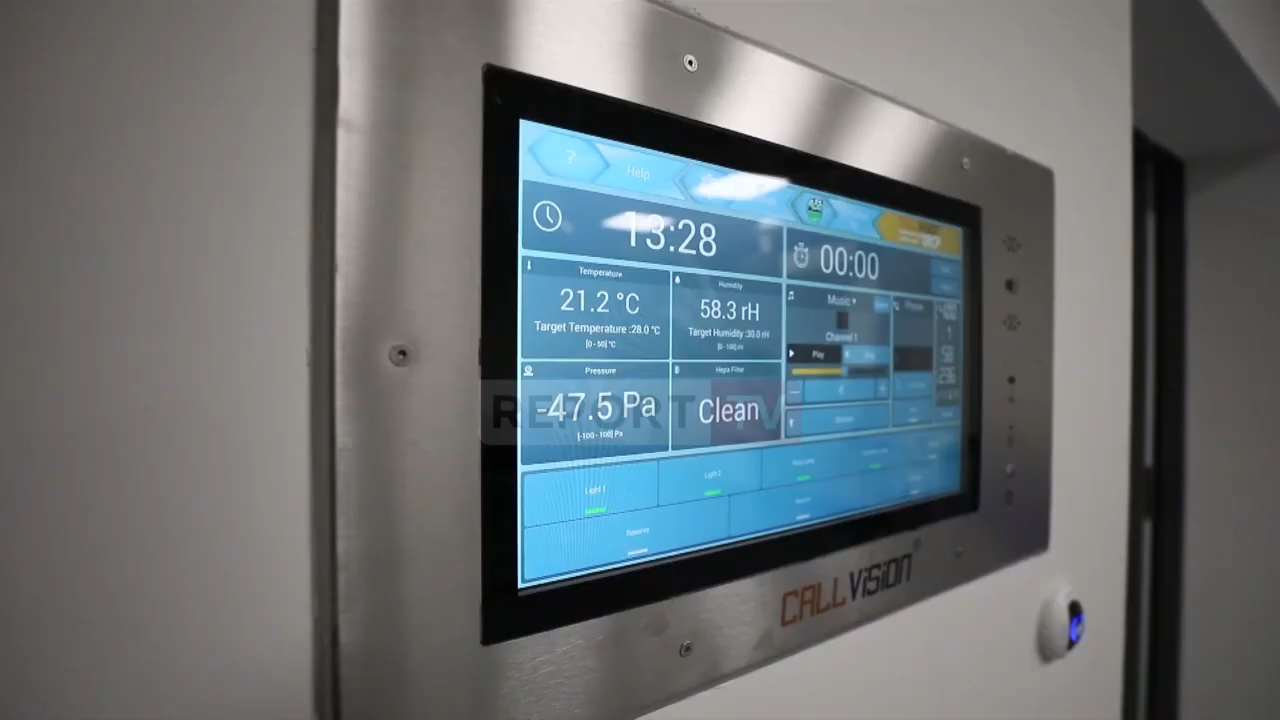 ?
Help
13:28
00:00
Temperature
21.2 °C
Target Temperature :28.0 °C
[0 - 50] °C
Humidity
58.3 rH
Target Humidity :30.0 rH
[0 - 100] rH
Music
Channel 1
Play
Pressure
-47.5 Pa
[-100 - 100] Pa
Hepa Filter
Clean
REPORT TV
Light 1
Light 2
Reserve
CALLViSiON